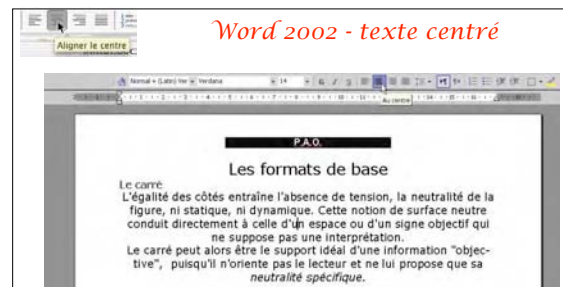 Word 2002 - texte centré
Aligner le centre
Normal + (Latin) Ver Verdana 14 G I S
Au centre
P.A.O.
Les formats de base
Le carré
L'égalité des côtés entraîne l'absence de tension, la neutralité de la
figure, ni statique, ni dynamique. Cette notion de surface neutre
conduit directement à celle d'un espace ou d'un signe objectif qui
ne suppose pas une interprétation.
Le carré peut alors être le support idéal d'une information "objec-
tive", puisqu'il n'oriente pas le lecteur et ne lui propose que sa
neutralité spécifique.